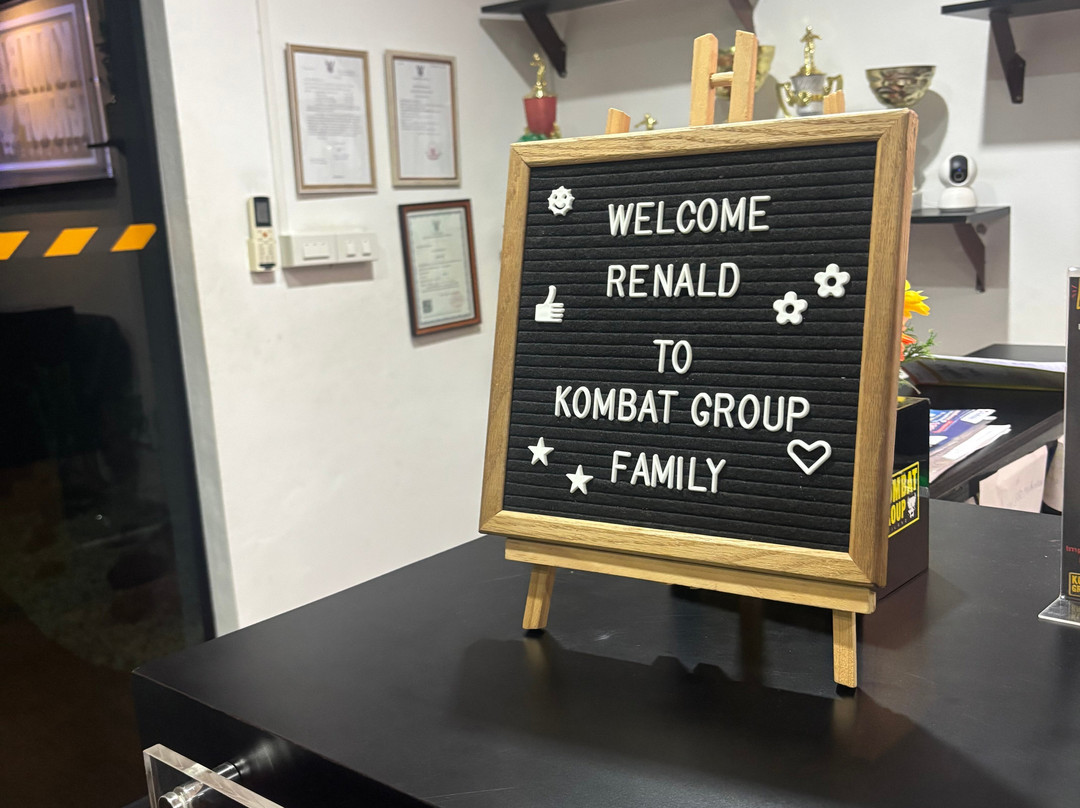 WELCOME
RENALD
TO
KOMBAT GROUP
FAMILY